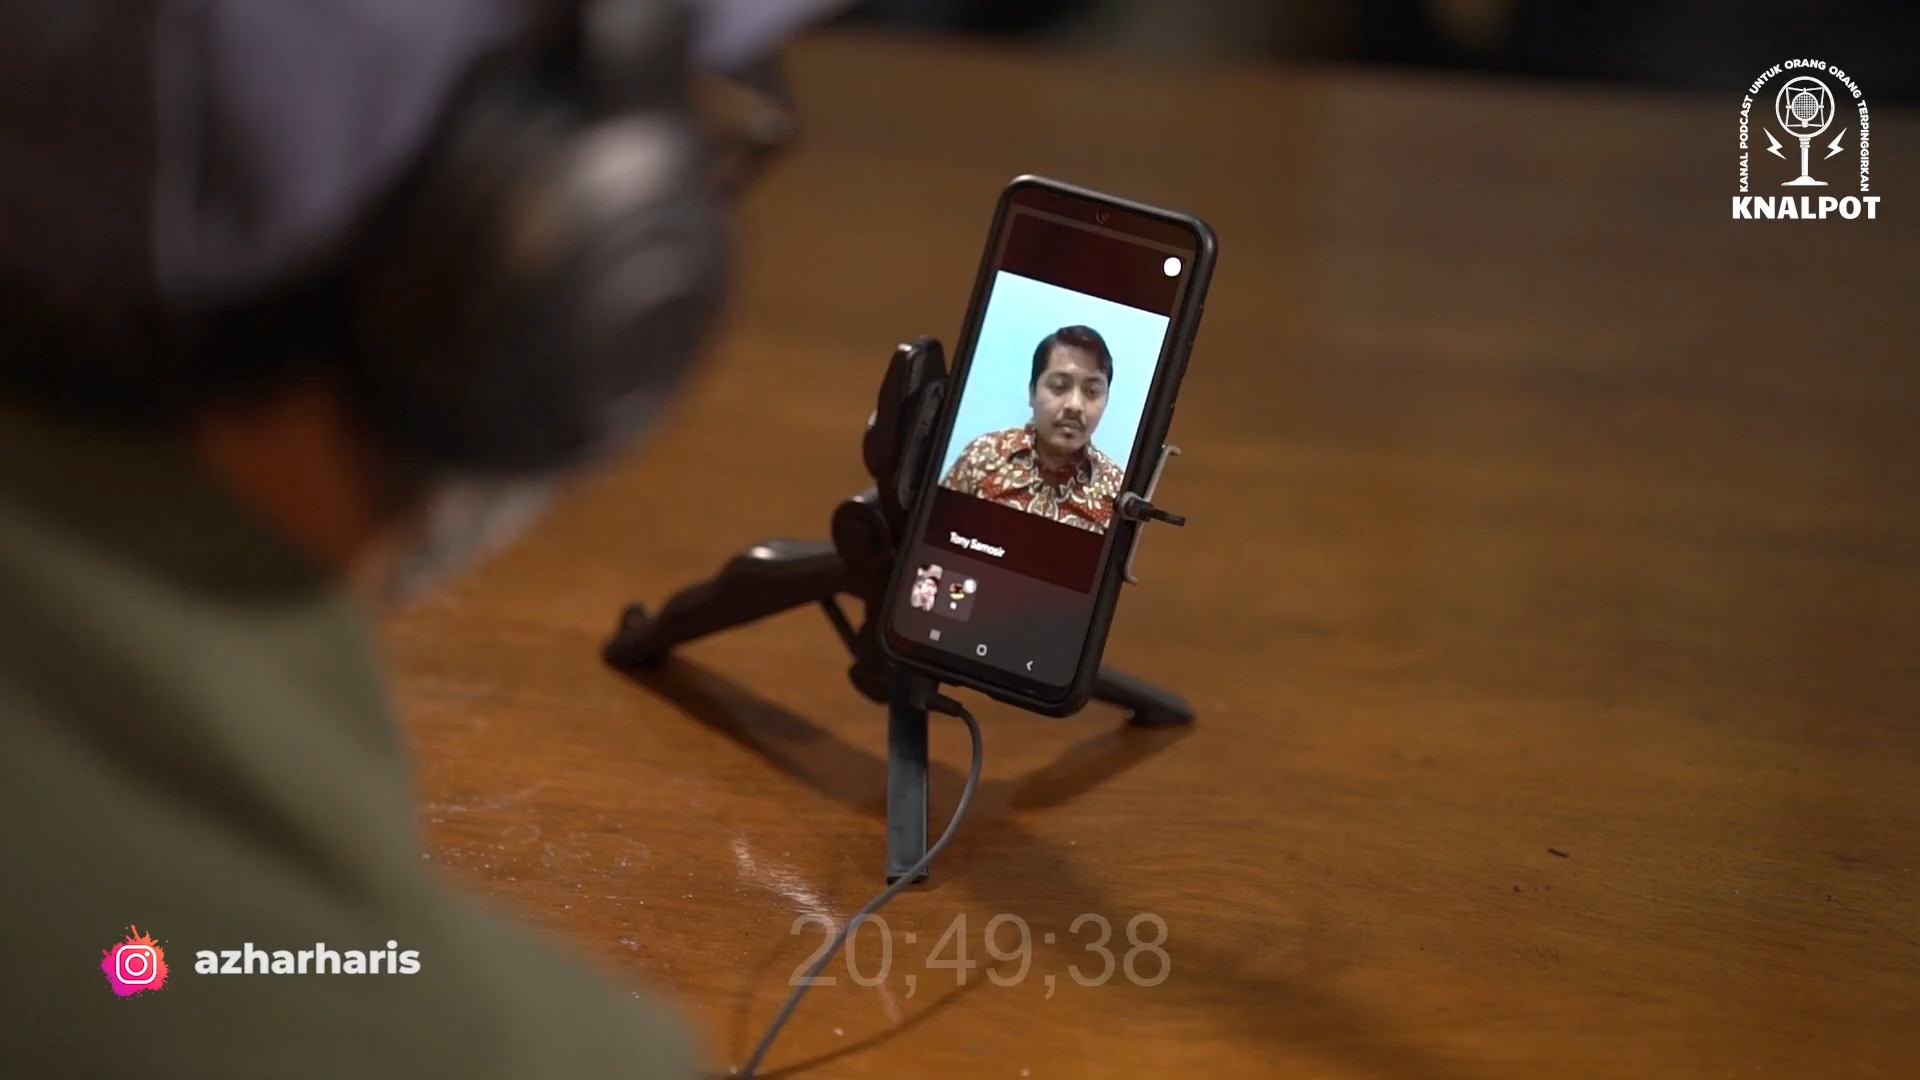 KANAL PODCAST UNTUK ORANG ORANG TERPINGGIRKAN
KNALPOT
Tony Samosir
azharharis
20;49;38